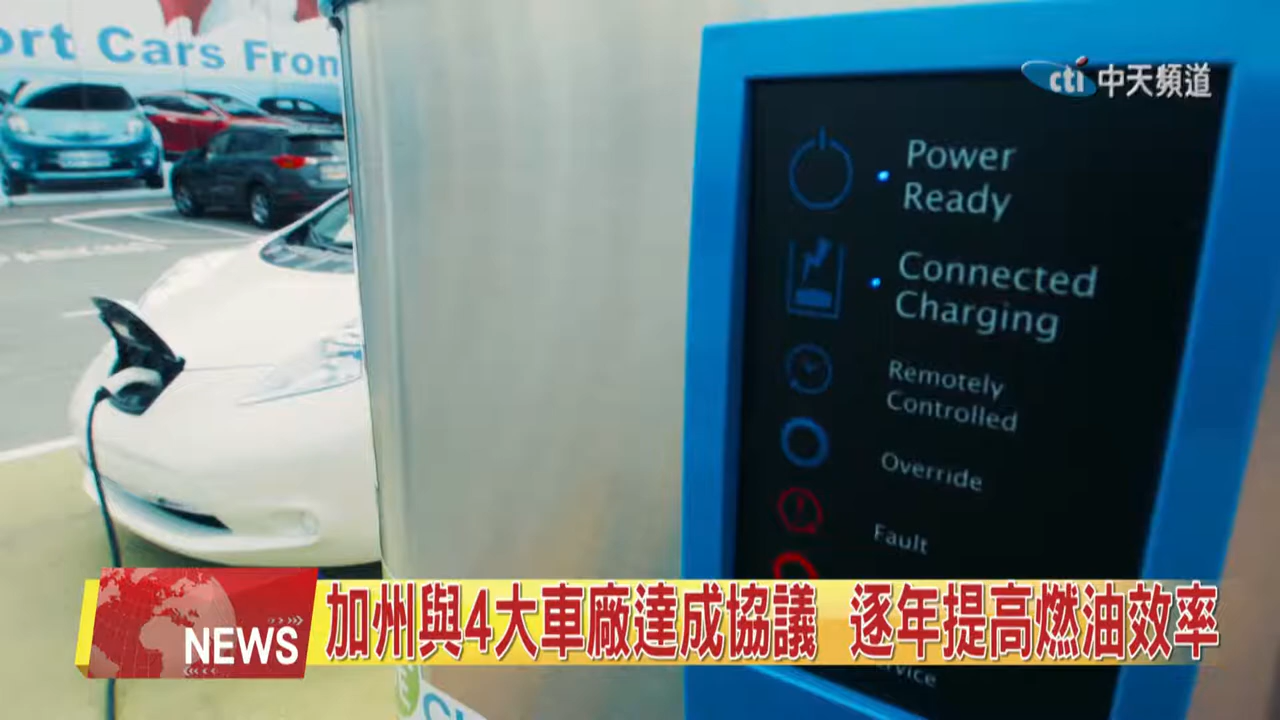 ort Cars From
cti 中天頻道
Power
Ready
Connected
Charging
Remotely
Controlled
Override
Fault
NEWS
加州與4大車廠達成協議 逐年提高燃油效率